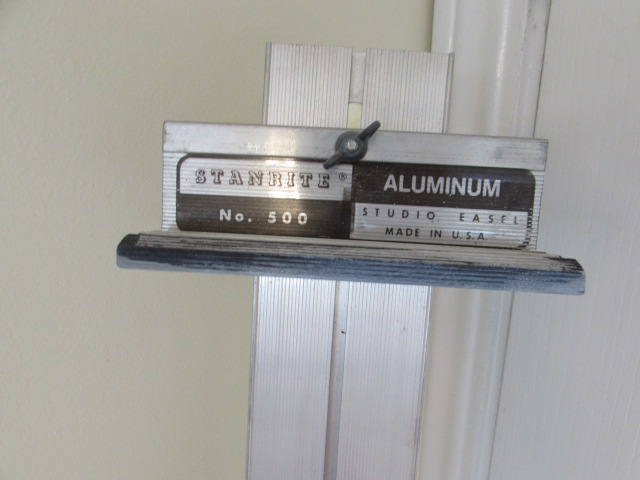 STANRITE®
No. 500
ALUMINUM
STUDIO EASEL
MADE IN U.S.A.